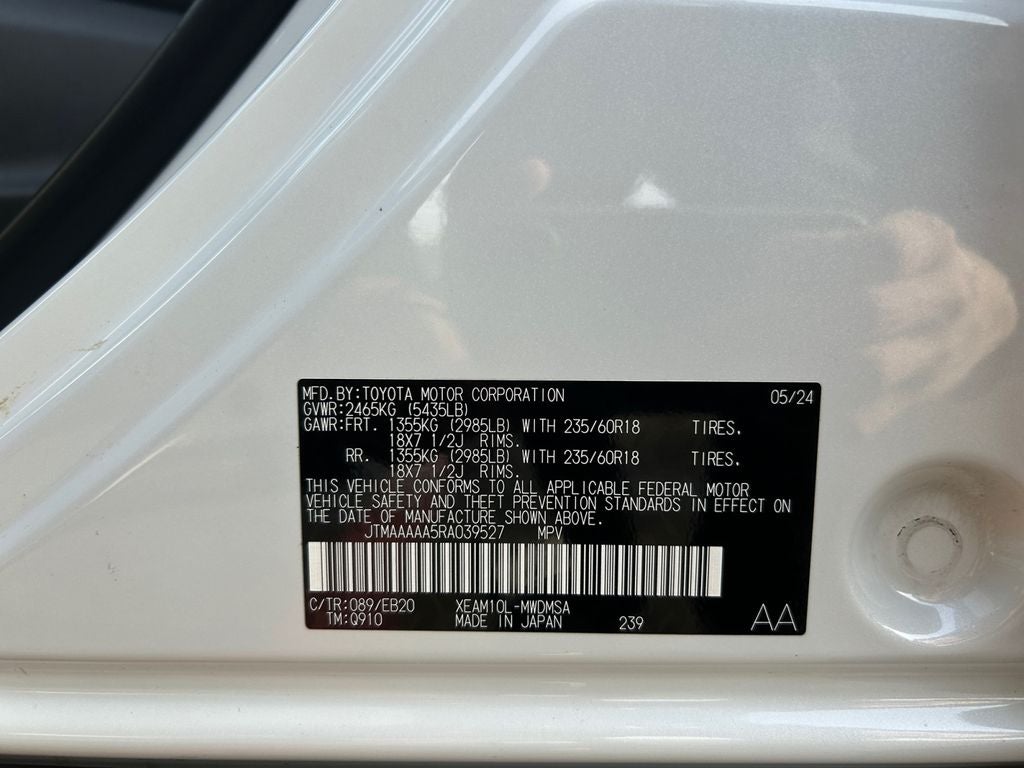 MFD.BY:TOYOTA MOTOR CORPORATION 05/24
GVWR:2465KG (5435LB)
GAWR:FRT. 1355KG (2985LB) WITH 235/60R18 TIRES,
18X7 1/2J RIMS.
RR. 1355KG (2985LB) WITH 235/60R18 TIRES,
18X7 1/2J RIMS.
THIS VEHICLE CONFORMS TO ALL APPLICABLE FEDERAL MOTOR
VEHICLE SAFETY AND THEFT PREVENTION STANDARDS IN EFFECT ON
THE DATE OF MANUFACTURE SHOWN ABOVE.
JTMAAAAA5RA039527 MPV
C/TR:089/EB20 XEAM10L-MWDMSA
TM:Q910 MADE IN JAPAN 239 AA